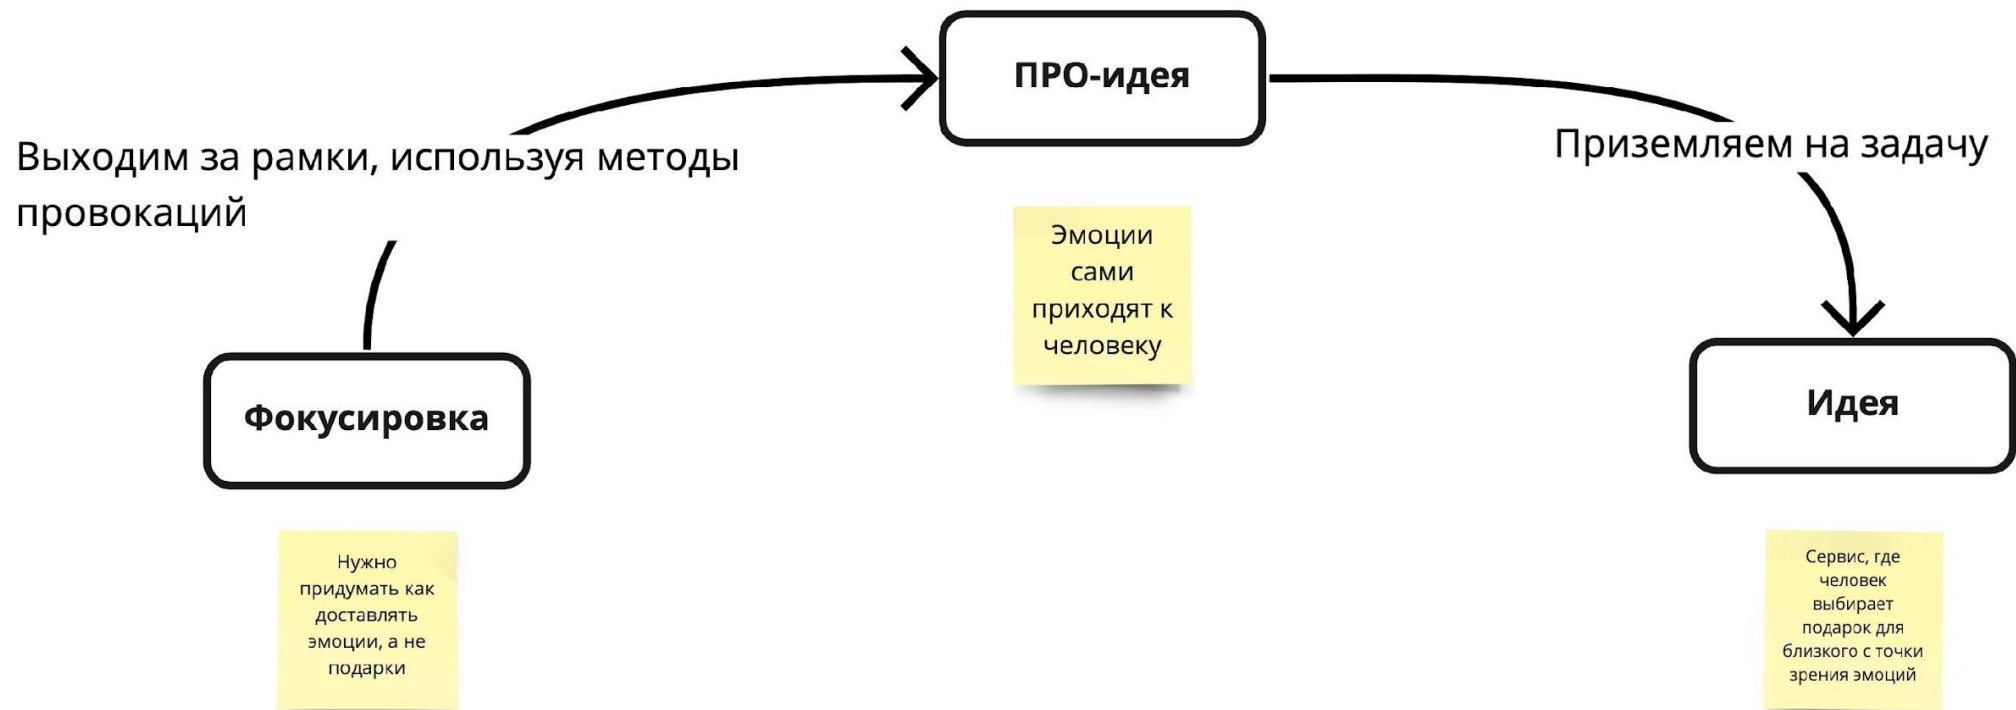 ПРО-идея
Выходим за рамки, используя методы
провокаций
Приземляем на задачу
Эмоции
сами
приходят к
человеку
Фокусировка
Идея
Нужно
придумать как
доставлять
эмоции, а не
подарки
Сервис, где
человек
выбирает
подарок для
близкого с точки
зрения эмоций